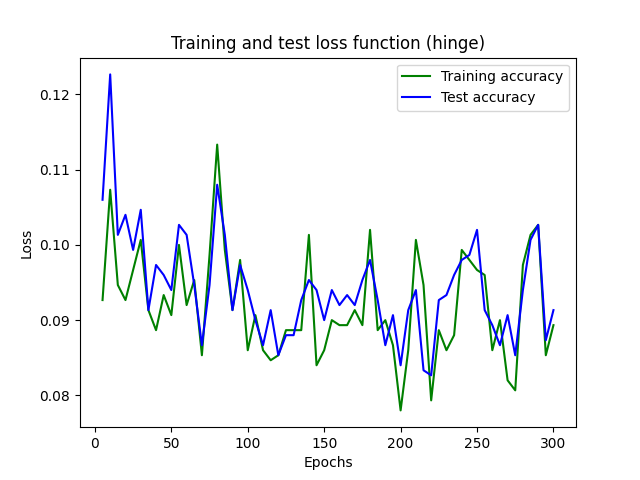 Training and test loss function (hinge)
Training accuracy
Test accuracy
Loss
0.12
0.11
0.10
0.09
0.08
0
50
100
150
200
250
300
Epochs